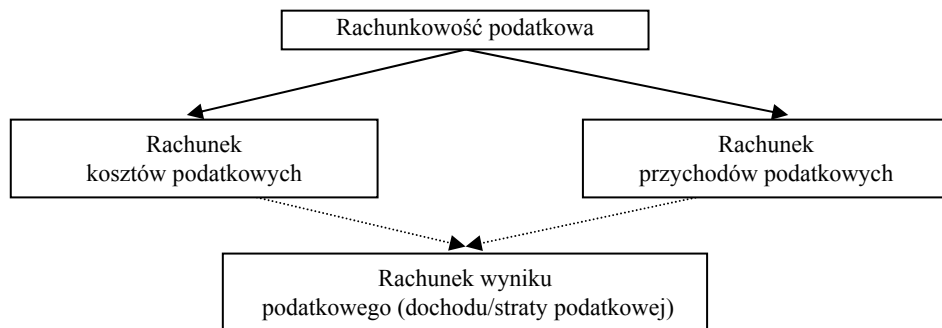 Rachunkowość podatkowa
Rachunek
kosztów podatkowych
Rachunek
przychodów podatkowych
Rachunek wyniku
podatkowego (dochodu/straty podatkowej)